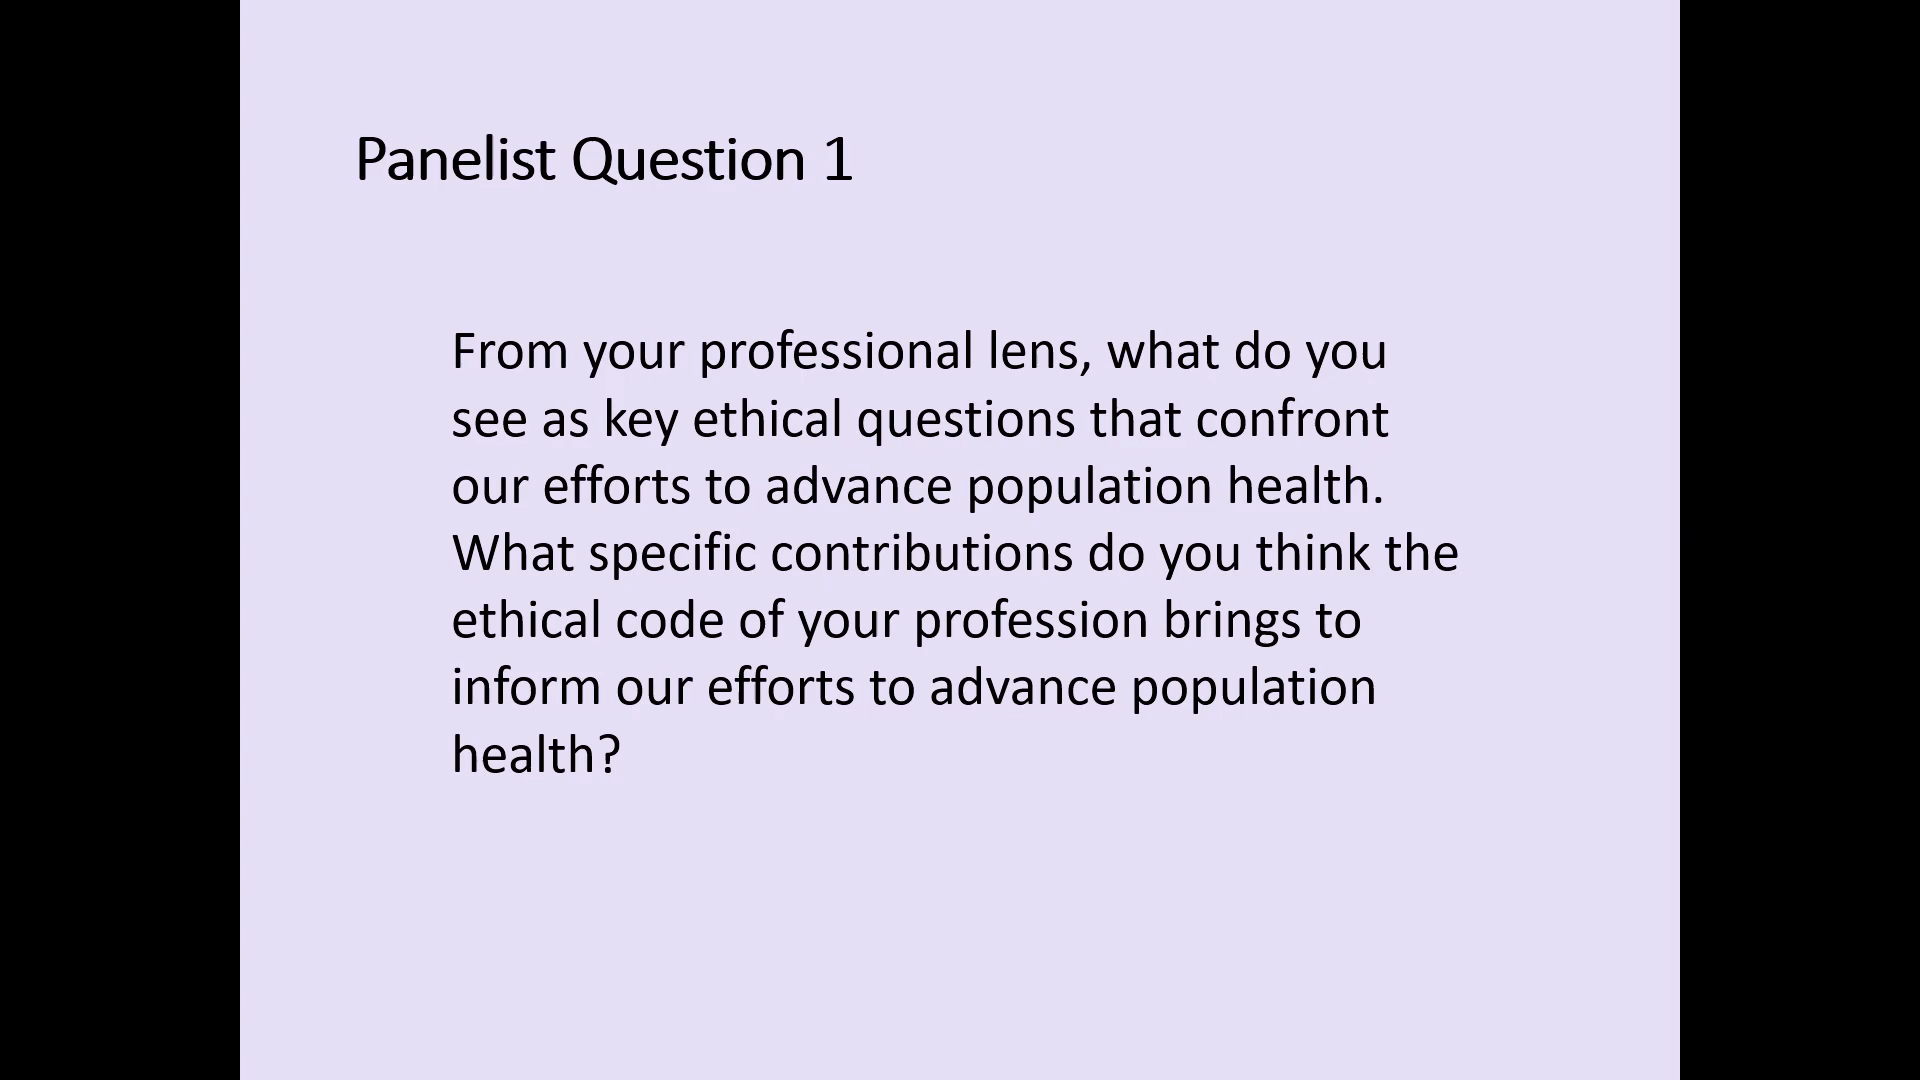 Panelist Question 1
From your professional lens, what do you
see as key ethical questions that confront
our efforts to advance population health.
What specific contributions do you think the
ethical code of your profession brings to
inform our efforts to advance population
health?